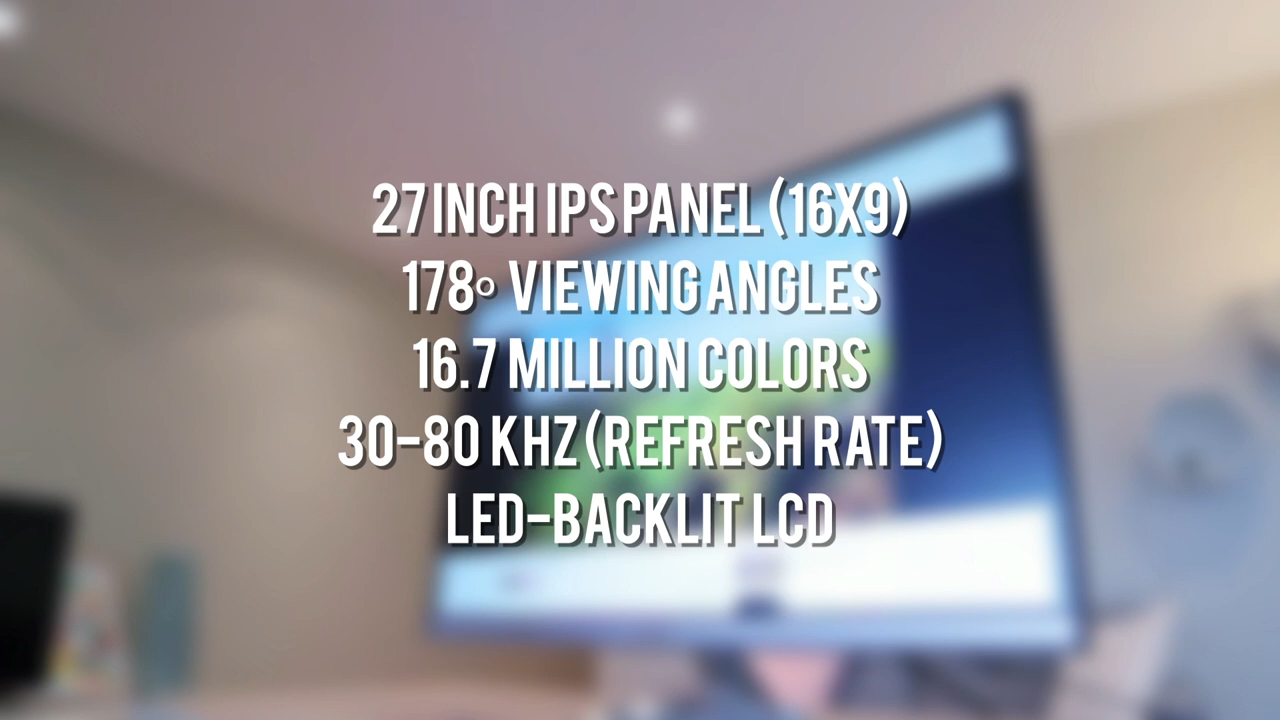 27 INCH IPS PANEL (16X9)
178° VIEWING ANGLES
16.7 MILLION COLORS
30-80 KHZ (REFRESH RATE)
LED-BACKLIT LCD